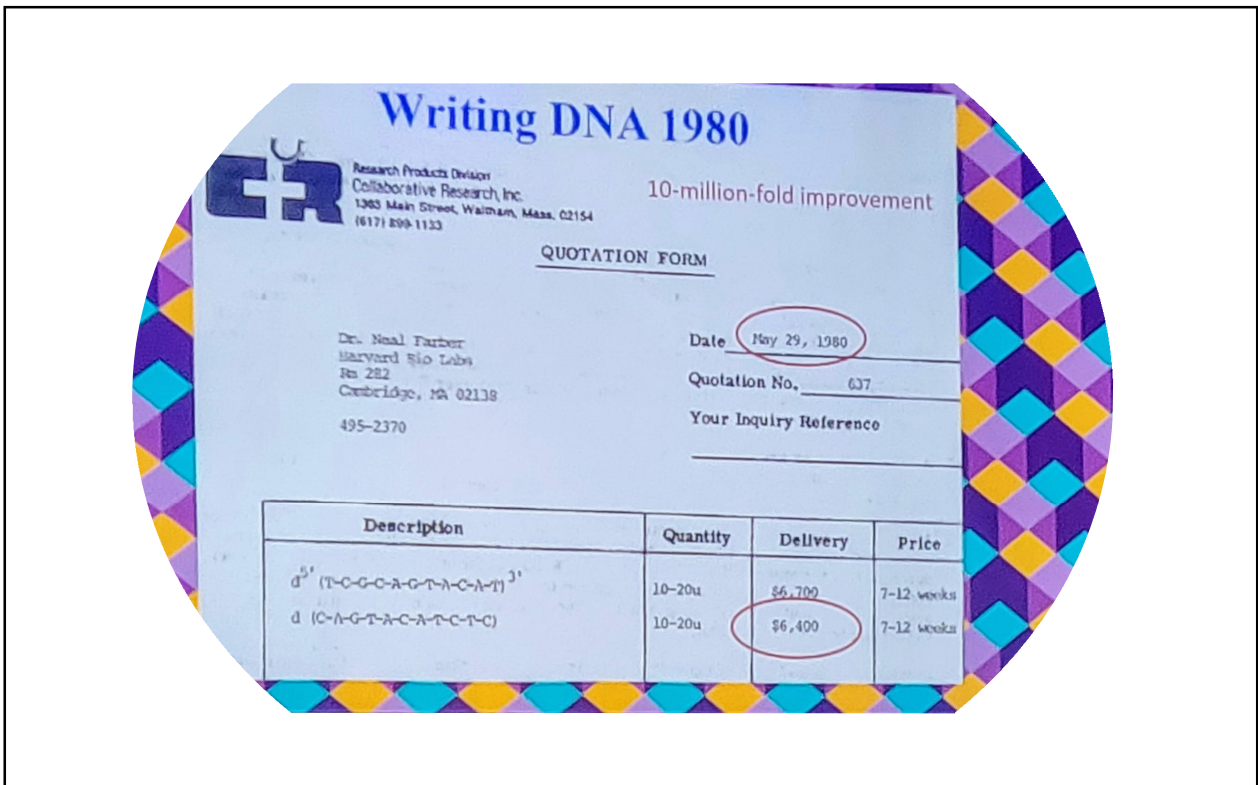 Writing DNA 1980
Research Products Division
Collaborative Research, Inc.
1365 Main Street, Waltham, Mass. 02154
(617) 899-1133
10-million-fold improvement
QUOTATION FORM
Dr. Neal Farber
Harvard Bio Labs
Rm 282
Cambridge, MA 02138
495-2370
Date May 29, 1980
Quotation No. 637
Your Inquiry Reference
Description Quantity Delivery Price
d5' (T-C-G-C-A-G-T-A-C-A-T)3' 10-20u $6,700 7-12 weeks
d (C-A-G-T-A-C-A-T-C-T-C) 10-20u $6,400 7-12 weeks